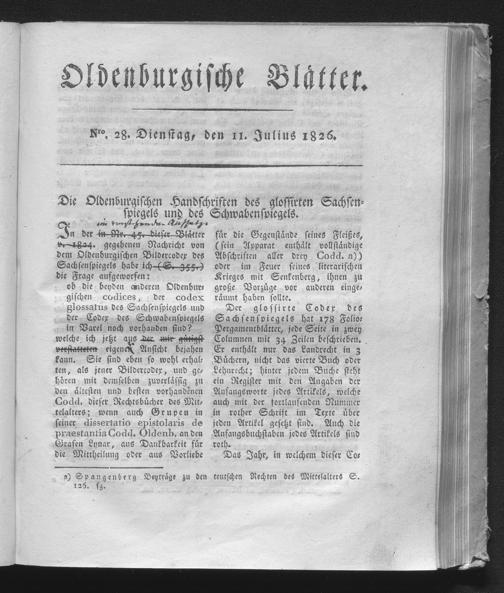 Oldenburgische Blätter.
Nro. 28. Dienstag, den 11. Julius 1826.
Die Oldenburgischen Handschriften des glossirten Sachsen-
spiegels und des Schwabenspiegels.
In der in Nr. 45. dieser Blätter
v. 1824. gegebenen Nachricht von
dem Oldenburgischen Bildercodex des
Sachsenspiegels habe ich (S. 355.)
die Frage aufgeworfen:
ob die beyden anderen Oldenbur-
gischen codices, der codex
glossatus des Sachsenspiegels und
der Codex des Schwabenspiegels
in Varel noch vorhanden sind?
welche ich jetzt aus der mir gütigst
verstatteten eigenen Ansicht bejahen
kann. Sie sind eben so wohl erhal-
ten, als jener Bildercodex, und ge-
hören mit demselben zuverlässig zu
den ältesten und besten vorhandenen
Codd. dieser Rechtsbücher des Mit-
telalters; wenn auch Grupen in
seiner dissertatio epistolaris de
praestantia Codd. Oldenb. an den
Grafen Lynar, aus Dankbarkeit für
die Mittheilung oder aus Vorliebe
für die Gegenstände seines Fleißes,
(sein Apparat enthält vollständige
Abschriften aller drey Codd. a))
oder im Feuer seines literarischen
Krieges mit Senkenberg, ihnen zu
große Vorzüge vor anderen einge-
räumt haben sollte.
Der glossirte Codex des
Sachsenspiegels hat 178 Folio-
Pergamentblätter, jede Seite in zwey
Columnen mit 34 Zeilen beschrieben.
Er enthält nur das Landrecht in 3
Büchern, nicht das vierte Buch oder
Lehnrecht; hinter jedem Buche steht
ein Register mit den Angaben der
Anfangsworte jedes Artikels, welche
auch mit der fortlaufenden Nummer
in rother Schrift im Texte über
jeden Artikel gesetzt sind. Auch die
Anfangsbuchstaben jedes Artikels sind
roth.
Das Jahr, in welchem dieser Co-
a) Spangenberg Beyträge zu den teutschen Rechten des Mittelalters S.
126. fg.